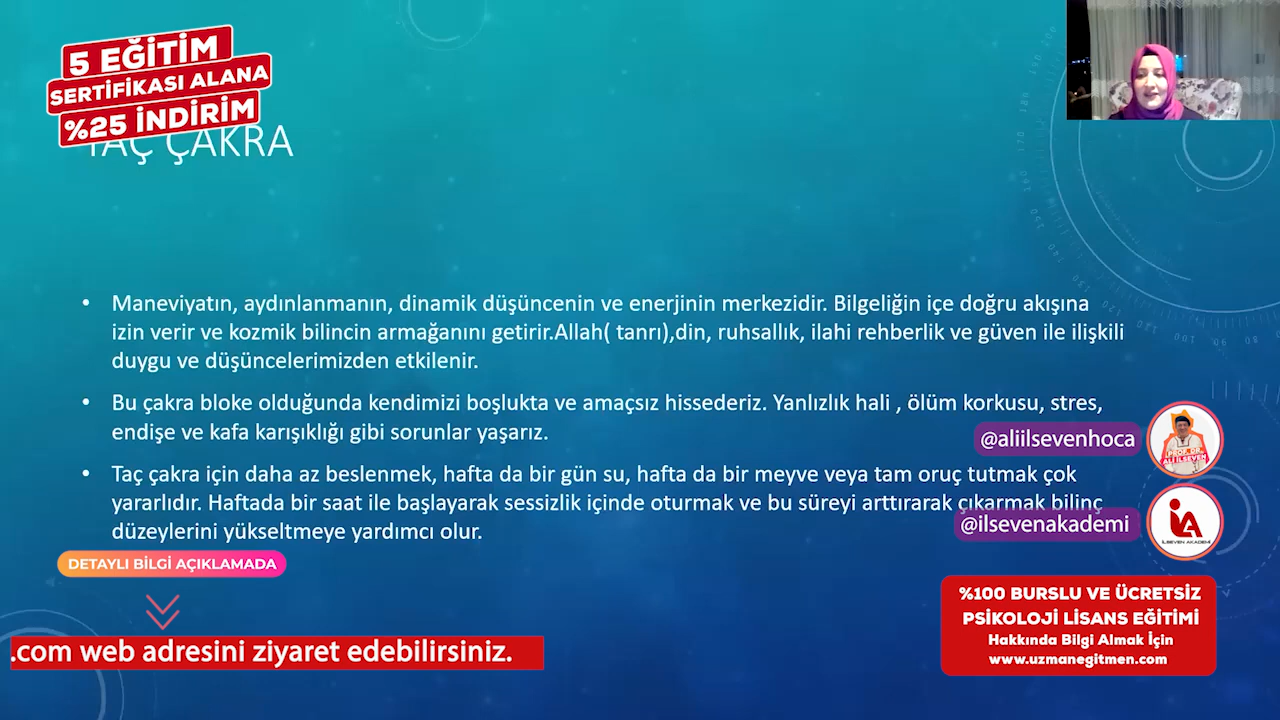 5 EĞİTİM
SERTİFİKASI ALANA
%25 İNDİRİM
TAÇ ÇAKRA
• Maneviyatın, aydınlanmanın, dinamik düşüncenin ve enerjinin merkezidir. Bilgeliğin içe doğru akışına
izin verir ve kozmik bilincin armağanını getirir.Allah( tanrı),din, ruhsallık, ilahi rehberlik ve güven ile ilişkili
duygu ve düşüncelerimizden etkilenir.
• Bu çakra bloke olduğunda kendimizi boşlukta ve amaçsız hissederiz. Yanlızlık hali , ölüm korkusu, stres,
endişe ve kafa karışıklığı gibi sorunlar yaşarız.
• Taç çakra için daha az beslenmek, hafta da bir gün su, hafta da bir meyve veya tam oruç tutmak çok
yararlıdır. Haftada bir saat ile başlayarak sessizlik içinde oturmak ve bu süreyi arttırarak çıkarmak bilinç
düzeylerini yükseltmeye yardımcı olur.
@aliilsevenhoca
PROF. DR.
ALİ İLSEVEN
@ilsevenakademi
İLSEVEN AKADEMİ
DETAYLI BİLGİ AÇIKLAMADA
.com web adresini ziyaret edebilirsiniz.
%100 BURSLU VE ÜCRETSİZ
PSİKOLOJİ LİSANS EĞİTİMİ
Hakkında Bilgi Almak İçin
www.uzmanegitmen.com